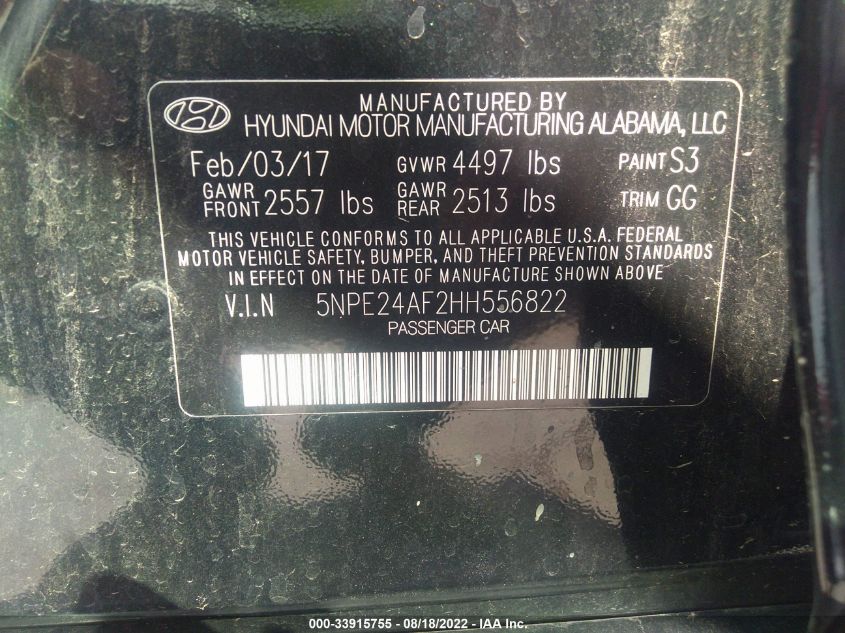 MANUFACTURED BY
HYUNDAI MOTOR MANUFACTURING ALABAMA, LLC
Feb/03/17 GVWR 4497 lbs PAINT S3
GAWR FRONT 2557 lbs GAWR REAR 2513 lbs TRIM GG
THIS VEHICLE CONFORMS TO ALL APPLICABLE U.S.A. FEDERAL
MOTOR VEHICLE SAFETY, BUMPER, AND THEFT PREVENTION STANDARDS
IN EFFECT ON THE DATE OF MANUFACTURE SHOWN ABOVE
V.I.N 5NPE24AF2HH556822
PASSENGER CAR
000-33915755 - 08/18/2022 - IAA Inc.